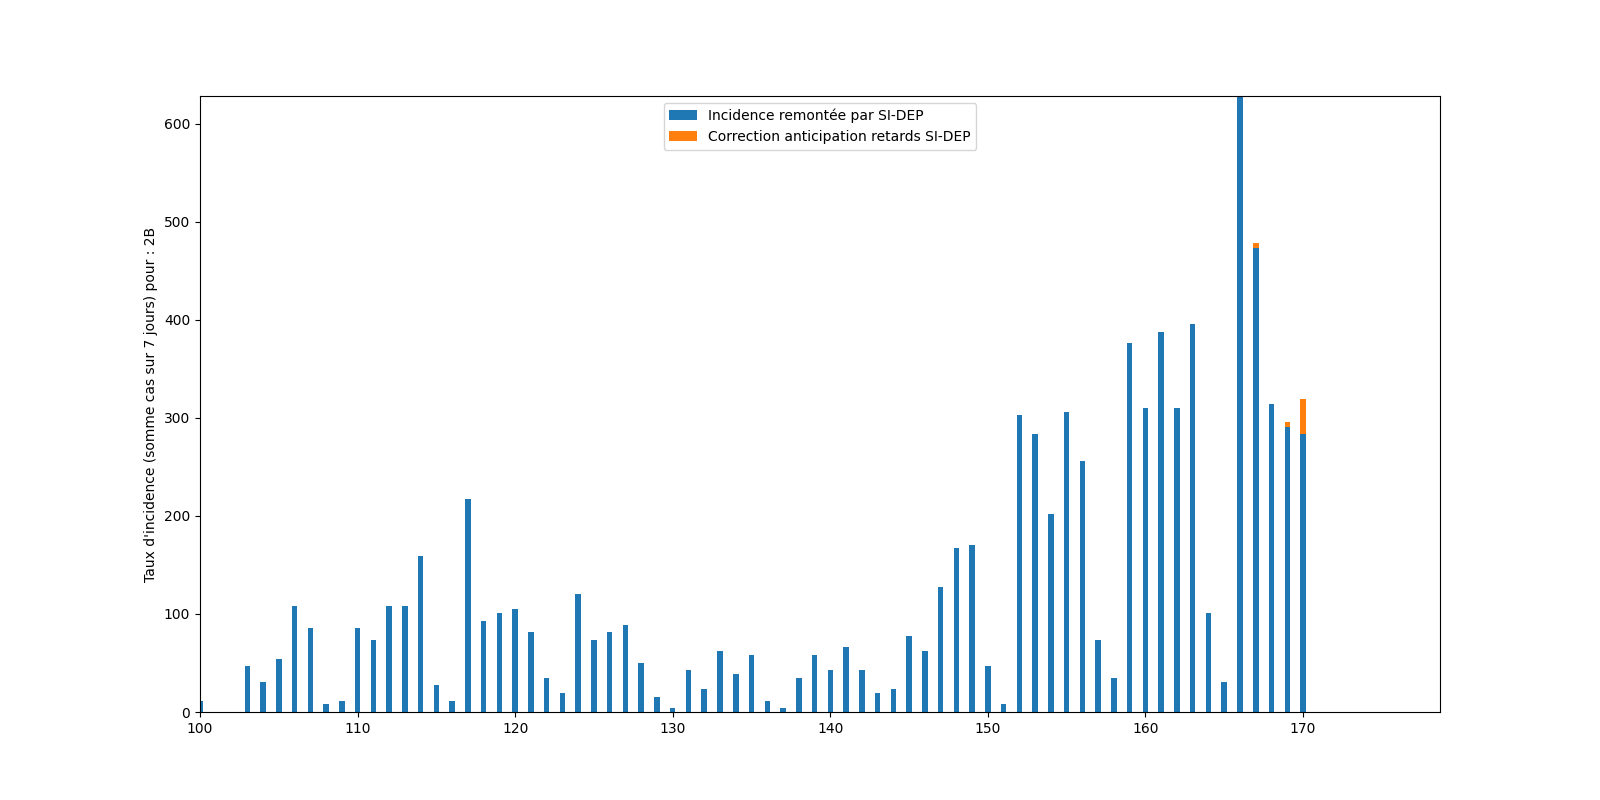 Incidence remontée par SI-DEP
Correction anticipation retards SI-DEP
Taux d'incidence (somme cas sur 7 jours) pour : 2B
600
500
400
300
200
100
0
100 110 120 130 140 150 160 170